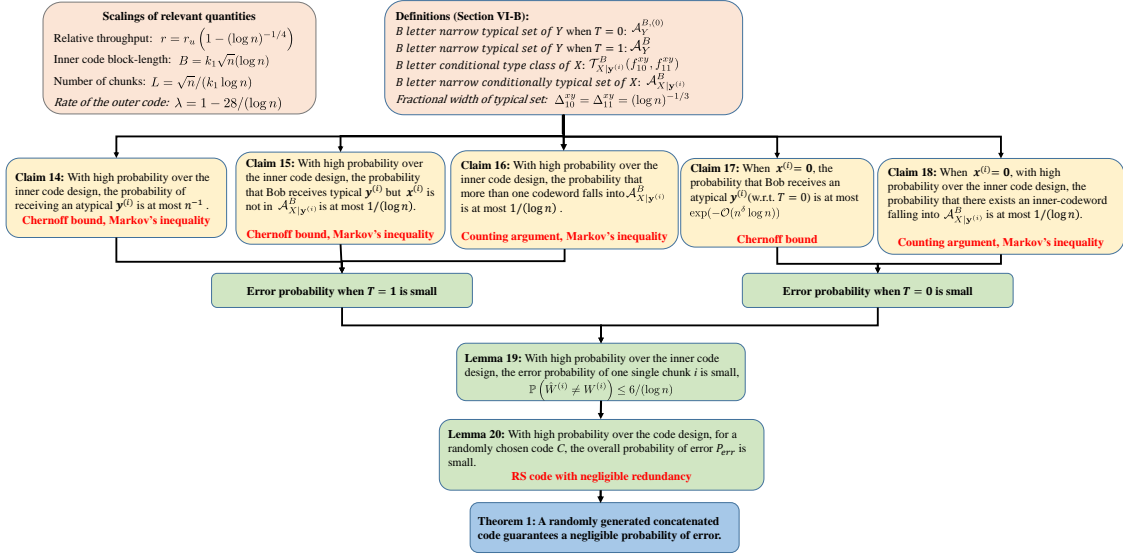 Scalings of relevant quantities
Relative throughput: r = r_u (1 − (log n)^{−1/4})
Inner code block-length: B = k_1√n(log n)
Number of chunks: L = √n/(k_1 log n)
Rate of the outer code: λ = 1 − 28/(log n)
Definitions (Section VI-B):
B letter narrow typical set of Y when T = 0: A_Y^{B,(0)}
B letter narrow typical set of Y when T = 1: A_Y^B
B letter conditional type class of X: T_{X|y^{(i)}}^B(f_{10}^{xy}, f_{11}^{xy})
B letter narrow conditionally typical set of X: A_{X|y^{(i)}}^B
Fractional width of typical set: Δ_{10}^{xy} = Δ_{11}^{xy} = (log n)^{−1/3}
Claim 14: With high probability over the
inner code design, the probability of
receiving an atypical y^{(i)} is at most n^{−1} .
Chernoff bound, Markov's inequality
Claim 15: With high probability over
the inner code design, the probability
that Bob receives typical y^{(i)} but x^{(i)} is
not in A_{X|y^{(i)}}^B is at most 1/(log n).
Chernoff bound, Markov's inequality
Claim 16: With high probability over the
inner code design, the probability that
more than one codeword falls into A_{X|y^{(i)}}^B
is at most 1/(log n) .
Counting argument, Markov's inequality
Claim 17: When x^{(i)}= 0, the
probability that Bob receives an
atypical y^{(i)}(w.r.t. T = 0) is at most
exp(−O(n^δ log n))
Chernoff bound
Claim 18: When x^{(i)}=0, with high
probability over the inner code design, the
probability that there exists an inner-codeword
falling into A_{X|y^{(i)}}^B is at most 1/(log n).
Counting argument, Markov's inequality
Error probability when T = 1 is small
Error probability when T = 0 is small
Lemma 19: With high probability over the inner code
design, the error probability of one single chunk i is small,
P(Ŵ^{(i)} ≠ W^{(i)}) ≤ 6/(log n)
Lemma 20: With high probability over the code design, for a
randomly chosen code C, the overall probability of error P_{err} is
small.
RS code with negligible redundancy
Theorem 1: A randomly generated concatenated
code guarantees a negligible probability of error.